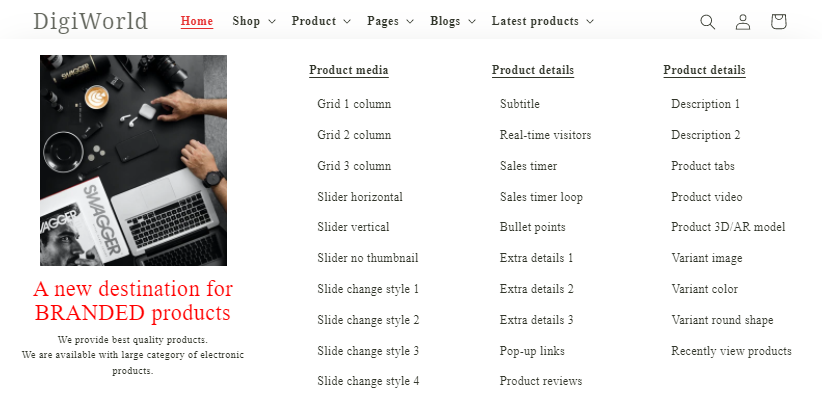 DigiWorld
Home Shop Product Pages Blogs Latest products
SWAGGER
SWAGGER
A new destination for
BRANDED products
We provide best quality products.
We are available with large category of electronic
products.
Product media
Grid 1 column
Grid 2 column
Grid 3 column
Slider horizontal
Slider vertical
Slider no thumbnail
Slide change style 1
Slide change style 2
Slide change style 3
Slide change style 4
Product details
Subtitle
Real-time visitors
Sales timer
Sales timer loop
Bullet points
Extra details 1
Extra details 2
Extra details 3
Pop-up links
Product reviews
Product details
Description 1
Description 2
Product tabs
Product video
Product 3D/AR model
Variant image
Variant color
Variant round shape
Recently view products